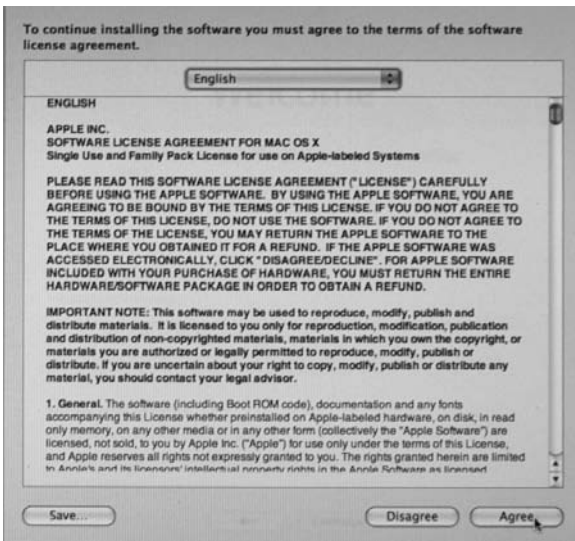 To continue installing the software you must agree to the terms of the software
license agreement.
English
ENGLISH
APPLE INC.
SOFTWARE LICENSE AGREEMENT FOR MAC OS X
Single Use and Family Pack License for use on Apple-labeled Systems
PLEASE READ THIS SOFTWARE LICENSE AGREEMENT ("LICENSE") CAREFULLY
BEFORE USING THE APPLE SOFTWARE. BY USING THE APPLE SOFTWARE, YOU ARE
AGREEING TO BE BOUND BY THE TERMS OF THIS LICENSE. IF YOU DO NOT AGREE TO
THE TERMS OF THIS LICENSE, DO NOT USE THE SOFTWARE. IF YOU DO NOT AGREE TO
THE TERMS OF THE LICENSE, YOU MAY RETURN THE APPLE SOFTWARE TO THE
PLACE WHERE YOU OBTAINED IT FOR A REFUND. IF THE APPLE SOFTWARE WAS
ACCESSED ELECTRONICALLY, CLICK "DISAGREE/DECLINE". FOR APPLE SOFTWARE
INCLUDED WITH YOUR PURCHASE OF HARDWARE, YOU MUST RETURN THE ENTIRE
HARDWARE/SOFTWARE PACKAGE IN ORDER TO OBTAIN A REFUND.
IMPORTANT NOTE: This software may be used to reproduce, modify, publish and
distribute materials. It is licensed to you only for reproduction, modification, publication
and distribution of non-copyrighted materials, materials in which you own the copyright, or
materials you are authorized or legally permitted to reproduce, modify, publish or
distribute. If you are uncertain about your right to copy, modify, publish or distribute any
material, you should contact your legal advisor.
1. General. The software (including Boot ROM code), documentation and any fonts
accompanying this License whether preinstalled on Apple-labeled hardware, on disk, in read
only memory, on any other media or in any other form (collectively the "Apple Software") are
licensed, not sold, to you by Apple Inc. ("Apple") for use only under the terms of this License,
and Apple reserves all rights not expressly granted to you. The rights granted herein are limited
to Apple's and its licensors' intellectual property rights in the Apple Software as licensed
Save...
Disagree
Agree